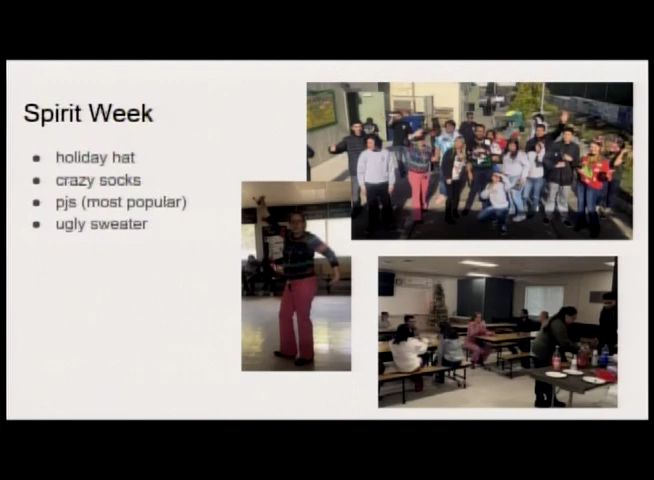 Spirit Week
holiday hat
crazy socks
pjs (most popular)
ugly sweater